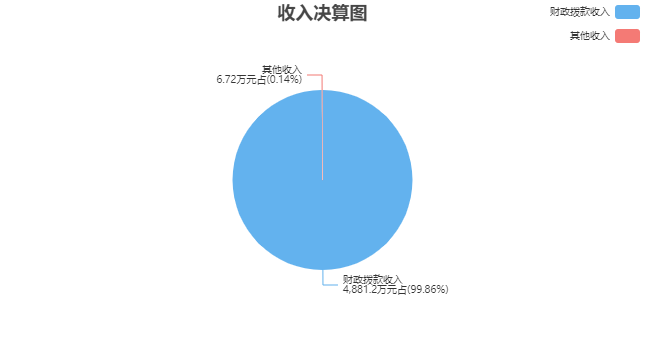 收入决算图
财政拨款收入
其他收入
其他收入
6.72万元占(0.14%)
财政拨款收入
4,881.2万元占(99.86%)